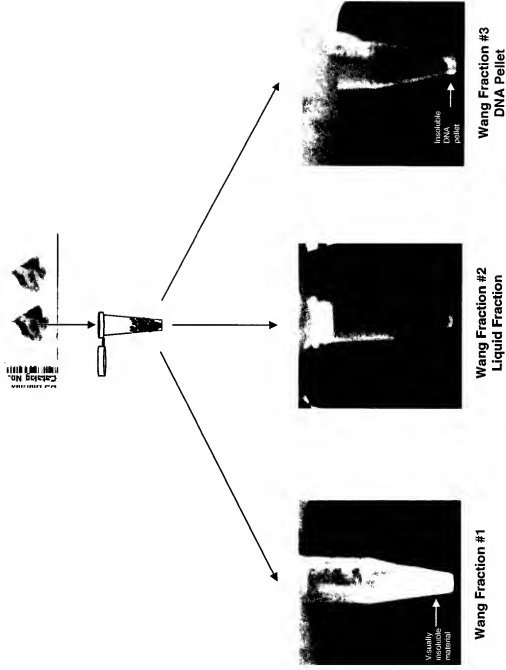 Catalog No.
Visually
insoluble
material
Wang Fraction #1
Wang Fraction #2
Liquid Fraction
Insoluble
DNA
pellet
Wang Fraction #3
DNA Pellet